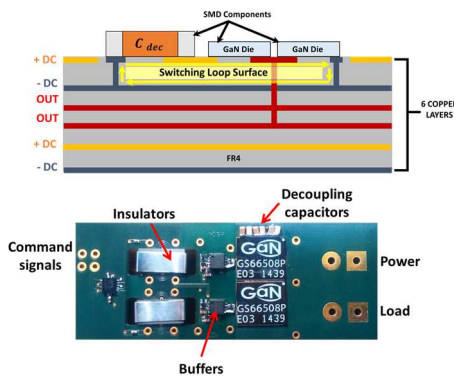 SMD Components
C dec
GaN Die
GaN Die
+ DC
Switching Loop Surface
- DC
OUT
OUT
+ DC
FR4
- DC
6 COPPER
LAYERS
Decoupling
capacitors
Insulators
Command
signals
GaN
GS66508P
E03 1439
GaN
GS66508P
E03 1439
Power
Load
Buffers